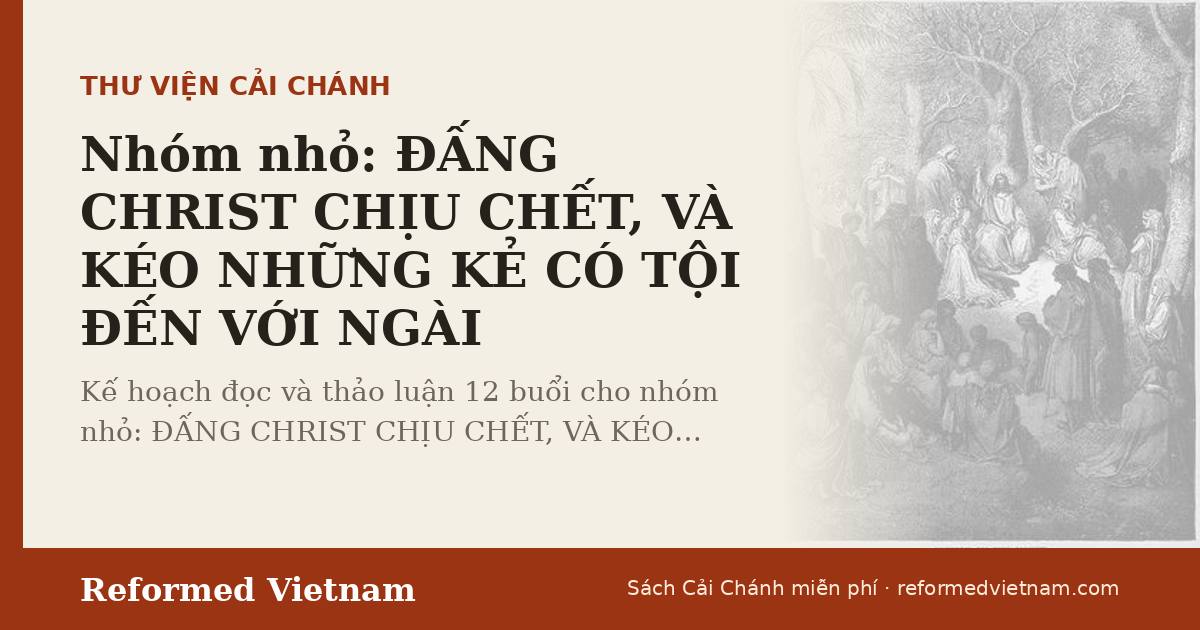 THƯ VIỆN CẢI CHÁNH
Nhóm nhỏ: ĐẤNG
CHRIST CHỊU CHẾT, VÀ
KÉO NHỮNG KẺ CÓ TỘI
ĐẾN VỚI NGÀI
Kế hoạch đọc và thảo luận 12 buổi cho nhóm
nhỏ: ĐẤNG CHRIST CHỊU CHẾT, VÀ KÉO…
Reformed Vietnam
Sách Cải Chánh miễn phí · reformedvietnam.com